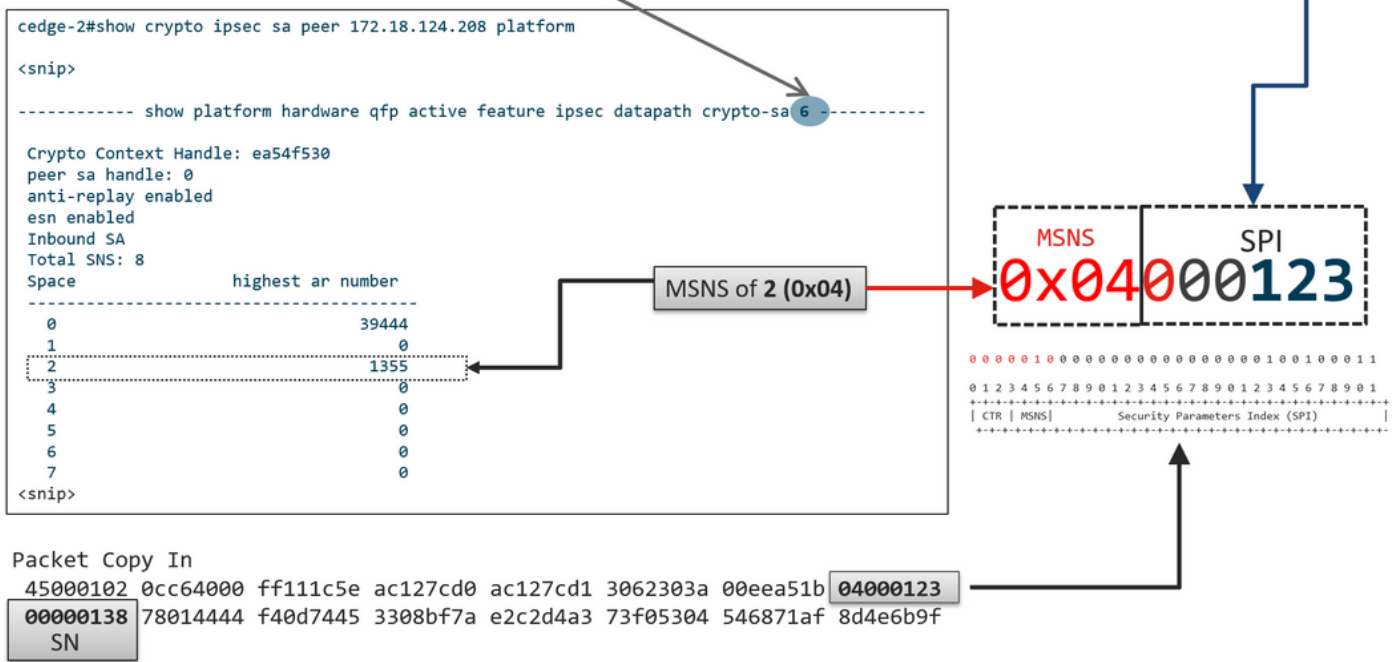 cedge-2#show crypto ipsec sa peer 172.18.124.208 platform
<snip>
------------ show platform hardware qfp active feature ipsec datapath crypto-sa 6 -----------
Crypto Context Handle: ea54f530
peer sa handle: 0
anti-replay enabled
esn enabled
Inbound SA
Total SNS: 8
Space highest ar number
----------------------------------------
0 39444
1 0
2 1355
3 0
4 0
5 0
6 0
7 0
<snip>
MSNS of 2 (0x04)
MSNS SPI
0x04000123
0 0 0 0 0 1 0 0 0 0 0 0 0 0 0 0 0 0 0 0 0 0 0 1 0 0 1 0 0 0 1 1
0 1 2 3 4 5 6 7 8 9 0 1 2 3 4 5 6 7 8 9 0 1 2 3 4 5 6 7 8 9 0 1
+-+-+-+-+-+-+-+-+-+-+-+-+-+-+-+-+-+-+-+-+-+-+-+-+-+-+-+-+-+-+-+-+
| CTR | MSNS| Security Parameters Index (SPI) |
+-+-+-+-+-+-+-+-+-+-+-+-+-+-+-+-+-+-+-+-+-+-+-+-+-+-+-+-+-+-+-+-+
Packet Copy In
45000102 0cc64000 ff111c5e ac127cd0 ac127cd1 3062303a 00eea51b 04000123
00000138 78014444 f40d7445 3308bf7a e2c2d4a3 73f05304 546871af 8d4e6b9f
SN